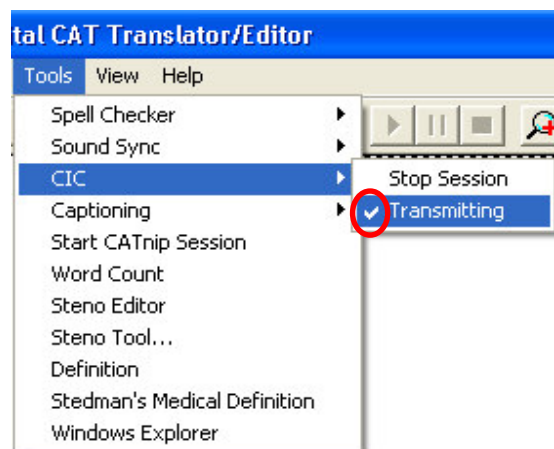 tal CAT Translator/Editor
Tools View Help
Spell Checker
Sound Sync
CIC
Stop Session
Captioning
Transmitting
Start CATnip Session
Word Count
Steno Editor
Steno Tool...
Definition
Stedman's Medical Definition
Windows Explorer